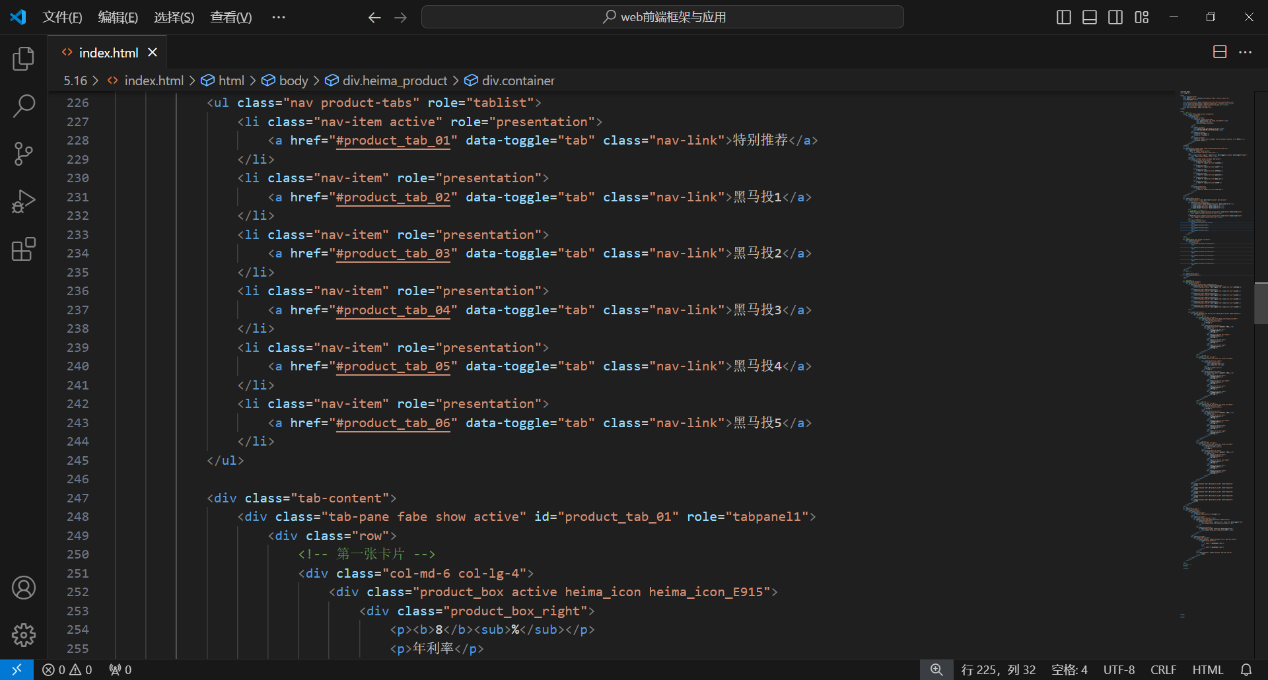 文件(F) 编辑(E) 选择(S) 查看(V) ··· web前端框架与应用
index.html
5.16 > index.html > html > body > div.heima_product > div.container
226 <ul class="nav product-tabs" role="tablist">
227 <li class="nav-item active" role="presentation">
228 <a href="#product_tab_01" data-toggle="tab" class="nav-link">特别推荐</a>
229 </li>
230 <li class="nav-item" role="presentation">
231 <a href="#product_tab_02" data-toggle="tab" class="nav-link">黑马投1</a>
232 </li>
233 <li class="nav-item" role="presentation">
234 <a href="#product_tab_03" data-toggle="tab" class="nav-link">黑马投2</a>
235 </li>
236 <li class="nav-item" role="presentation">
237 <a href="#product_tab_04" data-toggle="tab" class="nav-link">黑马投3</a>
238 </li>
239 <li class="nav-item" role="presentation">
240 <a href="#product_tab_05" data-toggle="tab" class="nav-link">黑马投4</a>
241 </li>
242 <li class="nav-item" role="presentation">
243 <a href="#product_tab_06" data-toggle="tab" class="nav-link">黑马投5</a>
244 </li>
245 </ul>
246
247 <div class="tab-content">
248 <div class="tab-pane fabe show active" id="product_tab_01" role="tabpanel1">
249 <div class="row">
250 <!-- 第一张卡片 -->
251 <div class="col-md-6 col-lg-4">
252 <div class="product_box active heima_icon heima_icon_E915">
253 <div class="product_box_right">
254 <p><b>8</b><sub>%</sub></p>
255 <p>年利率</p>
0 0 0 行 225，列 32 空格: 4 UTF-8 CRLF HTML